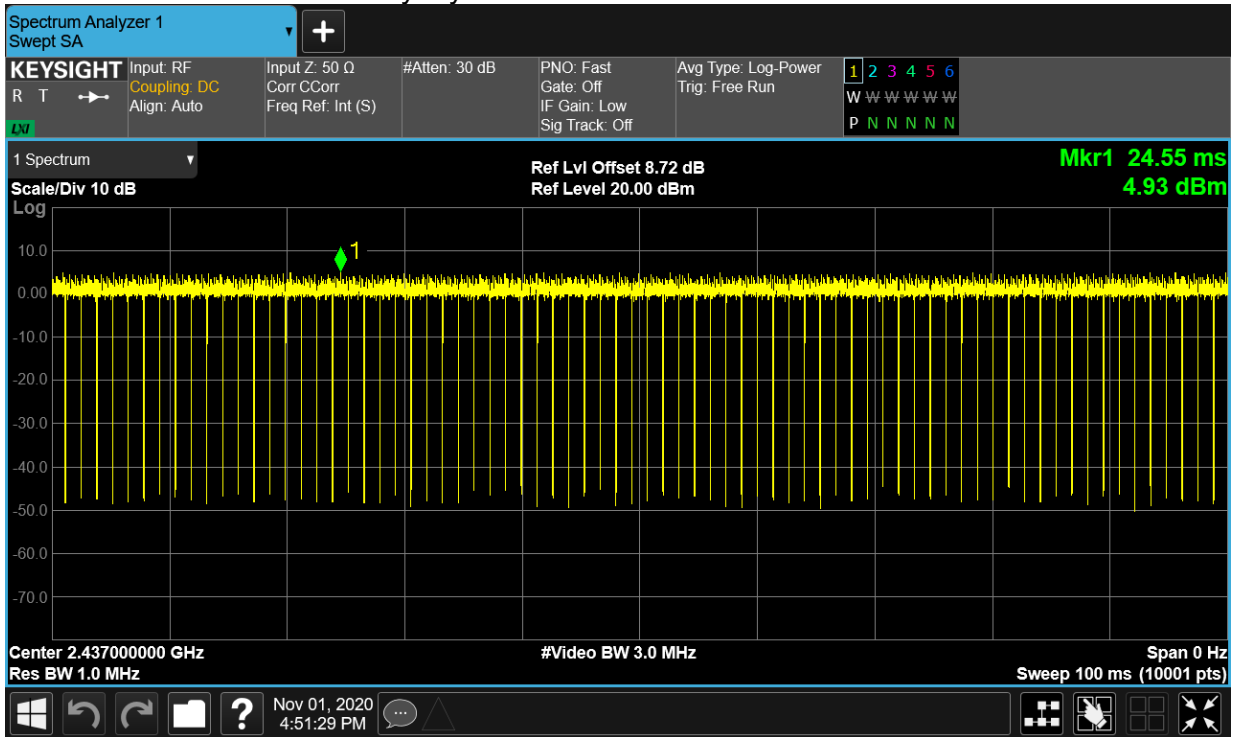 Spectrum Analyzer 1
Swept SA
+
KEYSIGHT
R T
LXI
Input: RF
Coupling: DC
Align: Auto
Input Z: 50 Ω
Corr CCorr
Freq Ref: Int (S)
#Atten: 30 dB
PNO: Fast
Gate: Off
IF Gain: Low
Sig Track: Off
Avg Type: Log-Power
Trig: Free Run
1 2 3 4 5 6
W W W W W W
P N N N N N
1 Spectrum
Scale/Div 10 dB
Log
Ref Lvl Offset 8.72 dB
Ref Level 20.00 dBm
Mkr1 24.55 ms
4.93 dBm
1
10.0
0.00
-10.0
-20.0
-30.0
-40.0
-50.0
-60.0
-70.0
Center 2.437000000 GHz
Res BW 1.0 MHz
#Video BW 3.0 MHz
Span 0 Hz
Sweep 100 ms (10001 pts)
?
Nov 01, 2020
4:51:29 PM